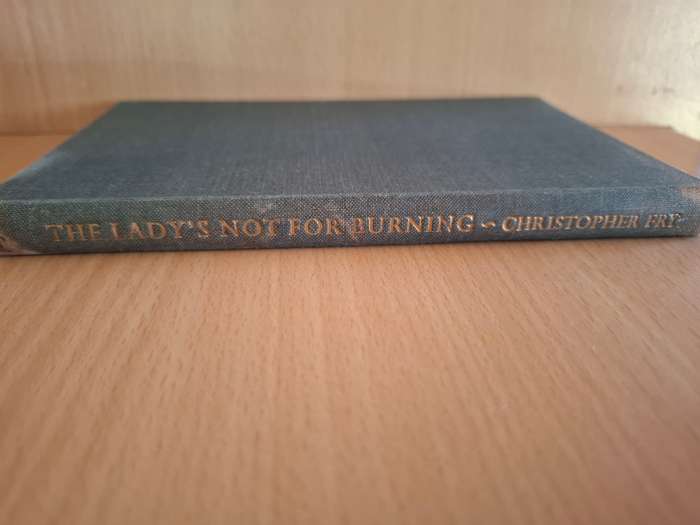 THE LADY'S NOT FOR BURNING ~ CHRISTOPHER FRY